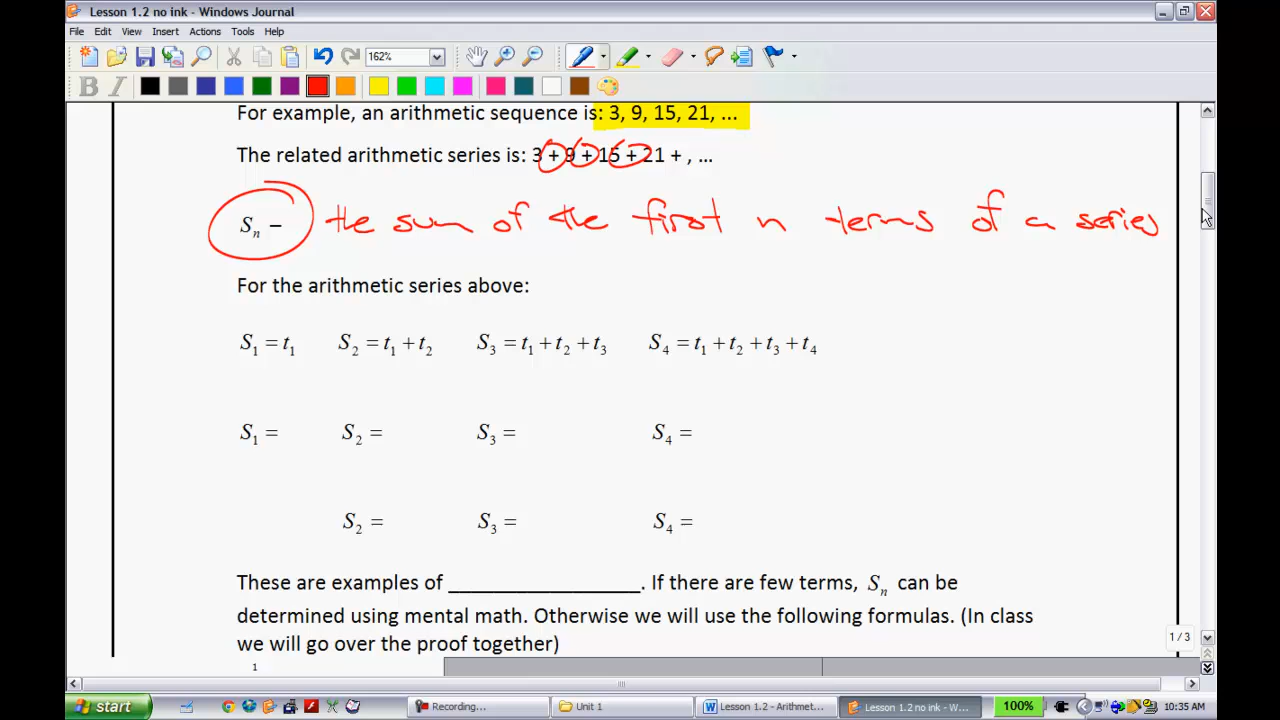 Lesson 1.2 no ink - Windows Journal
File Edit View Insert Actions Tools Help
162%
B I
For example, an arithmetic sequence is: 3, 9, 15, 21, ...
The related arithmetic series is: 3 + 9 + 15 + 21 + , ...
Sₙ – the sum of the first n terms of a series
For the arithmetic series above:
S₁ = t₁ S₂ = t₁ + t₂ S₃ = t₁ + t₂ + t₃ S₄ = t₁ + t₂ + t₃ + t₄
S₁ = S₂ = S₃ = S₄ =
S₂ = S₃ = S₄ =
These are examples of _________________. If there are few terms, Sₙ can be
determined using mental math. Otherwise we will use the following formulas. (In class
we will go over the proof together)
1 / 3
1
start Recording... Unit 1 Lesson 1.2 - Arithmet... Lesson 1.2 no ink - W... 100% 10:35 AM